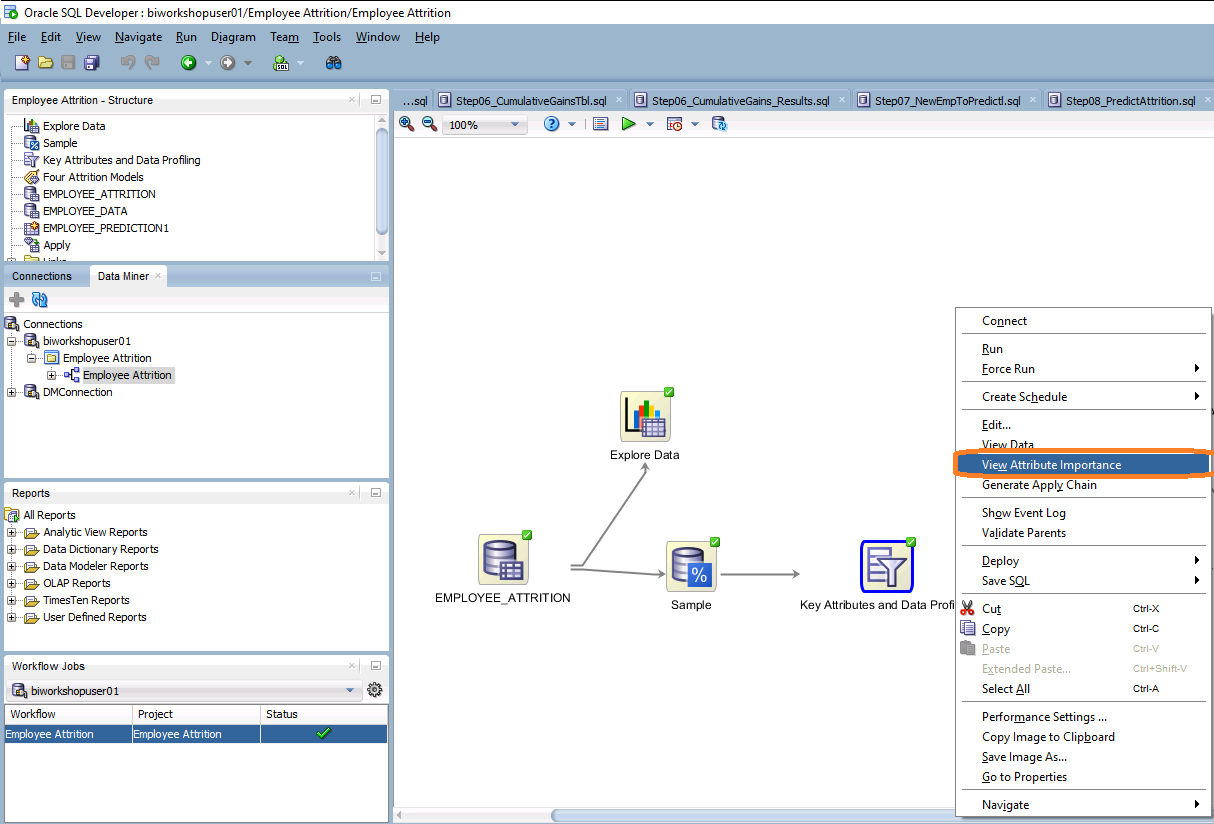 Oracle SQL Developer : biworkshopuser01/Employee Attrition/Employee Attrition
File Edit View Navigate Run Diagram Team Tools Window Help
SQL
Employee Attrition - Structure
Explore Data
Sample
Key Attributes and Data Profiling
Four Attrition Models
EMPLOYEE_ATTRITION
EMPLOYEE_DATA
EMPLOYEE_PREDICTION1
Apply
Links
Connections Data Miner
Connections
biworkshopuser01
Employee Attrition
Employee Attrition
DMConnection
Reports
All Reports
Analytic View Reports
Data Dictionary Reports
Data Modeler Reports
OLAP Reports
TimesTen Reports
User Defined Reports
Workflow Jobs
biworkshopuser01
Workflow Project Status
Employee Attrition Employee Attrition
...sql Step06_CumulativeGainsTbl.sql Step06_CumulativeGains_Results.sql Step07_NewEmpToPredictl.sql Step08_PredictAttrition.sql
100%
Explore Data
EMPLOYEE_ATTRITION
%
Sample
Key Attributes and Data Profi
Connect
Run
Force Run
Create Schedule
Edit...
View Data
View Attribute Importance
Generate Apply Chain
Show Event Log
Validate Parents
Deploy
Save SQL
Cut Ctrl-X
Copy Ctrl-C
Paste Ctrl-V
Extended Paste... Ctrl+Shift-V
Select All Ctrl-A
Performance Settings ...
Copy Image to Clipboard
Save Image As...
Go to Properties
Navigate